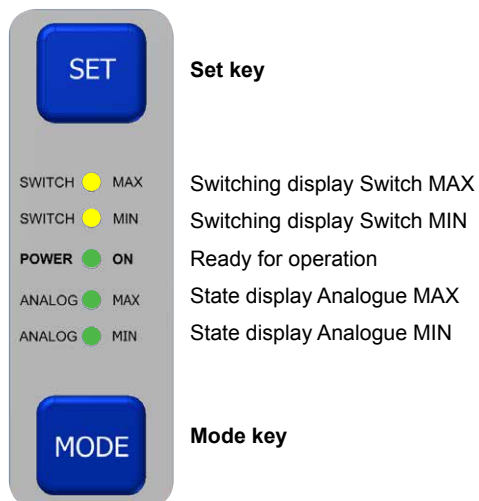 SET Set key
SWITCH MAX Switching display Switch MAX
SWITCH MIN Switching display Switch MIN
POWER ON Ready for operation
ANALOG MAX State display Analogue MAX
ANALOG MIN State display Analogue MIN
MODE Mode key